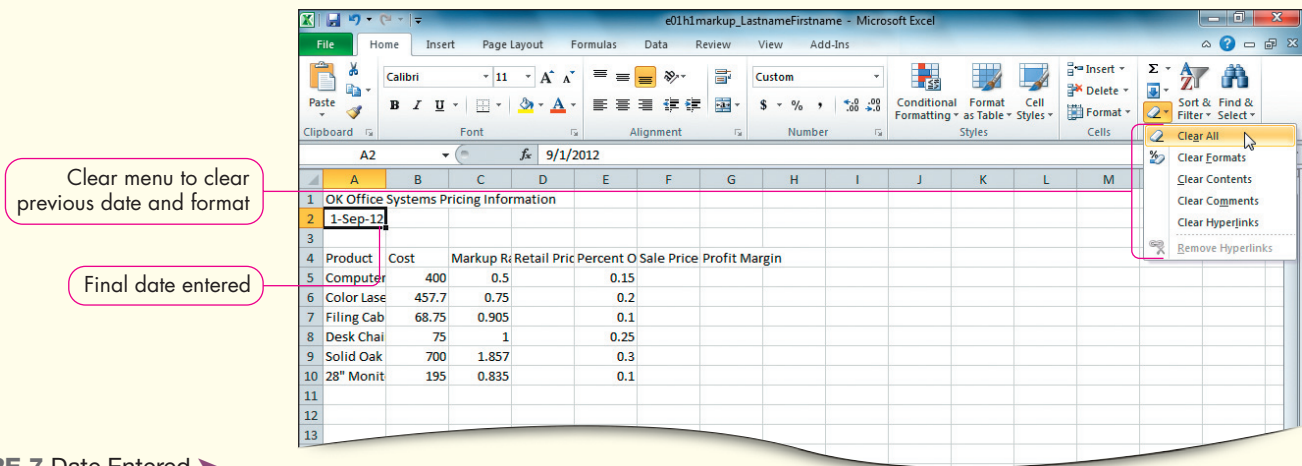 e01h1markup_LastnameFirstname - Microsoft Excel
File Home Insert Page Layout Formulas Data Review View Add-Ins
Calibri 11 A A Custom Insert Σ
Paste B I U A $ % , .0 .00 .00 .0 Conditional Formatting Format as Table Cell Styles Delete Format Sort & Filter Find & Select
Clipboard Font Alignment Number Styles Cells
A2 fx 9/1/2012
A B C D E F G H I J K L M
1 OK Office Systems Pricing Information
2 1-Sep-12
3
4 Product Cost Markup Ra Retail Pric Percent O Sale Price Profit Margin
5 Computer 400 0.5 0.15
6 Color Lase 457.7 0.75 0.2
7 Filing Cab 68.75 0.905 0.1
8 Desk Chai 75 1 0.25
9 Solid Oak 700 1.857 0.3
10 28" Monit 195 0.835 0.1
11
12
13
Clear All
Clear Formats
Clear Contents
Clear Comments
Clear Hyperlinks
Remove Hyperlinks
Clear menu to clear
previous date and format
Final date entered
RE 7 Date Entered